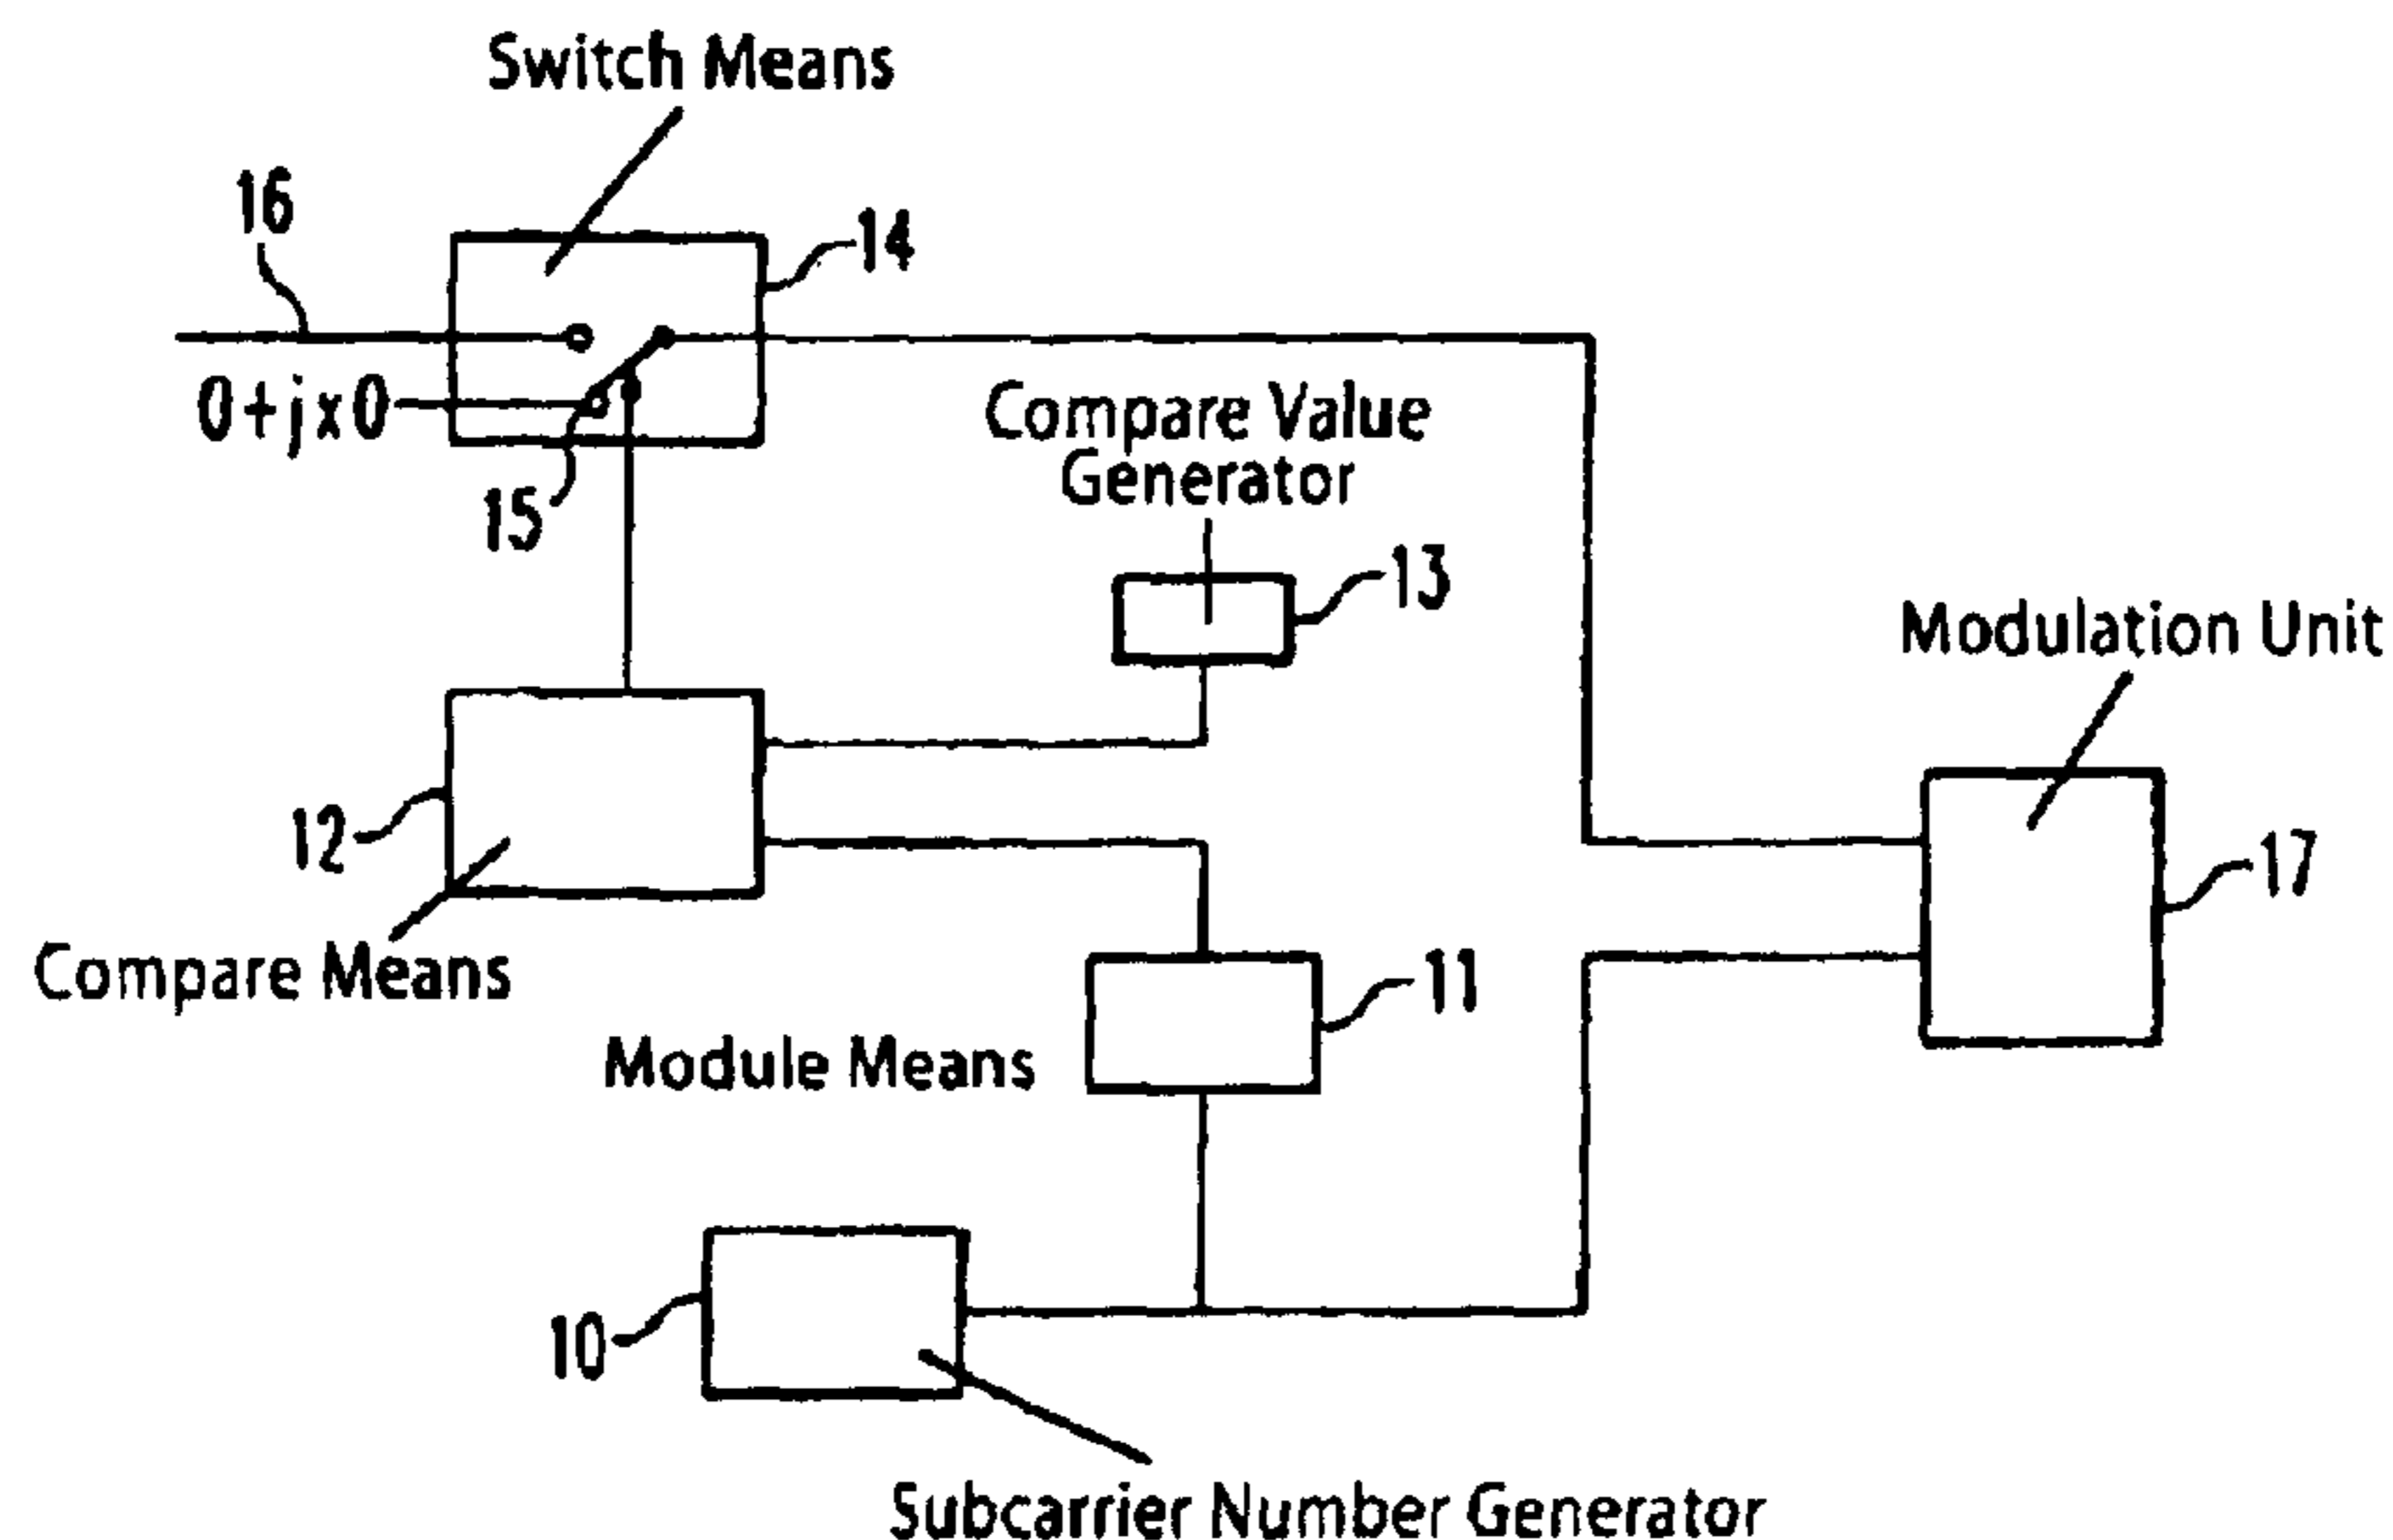 Switch Means
16
14
0+jx0
15
Compare Value
Generator
13
Modulation Unit
12
17
Compare Means
11
Module Means
10
Subcarrier Number Generator